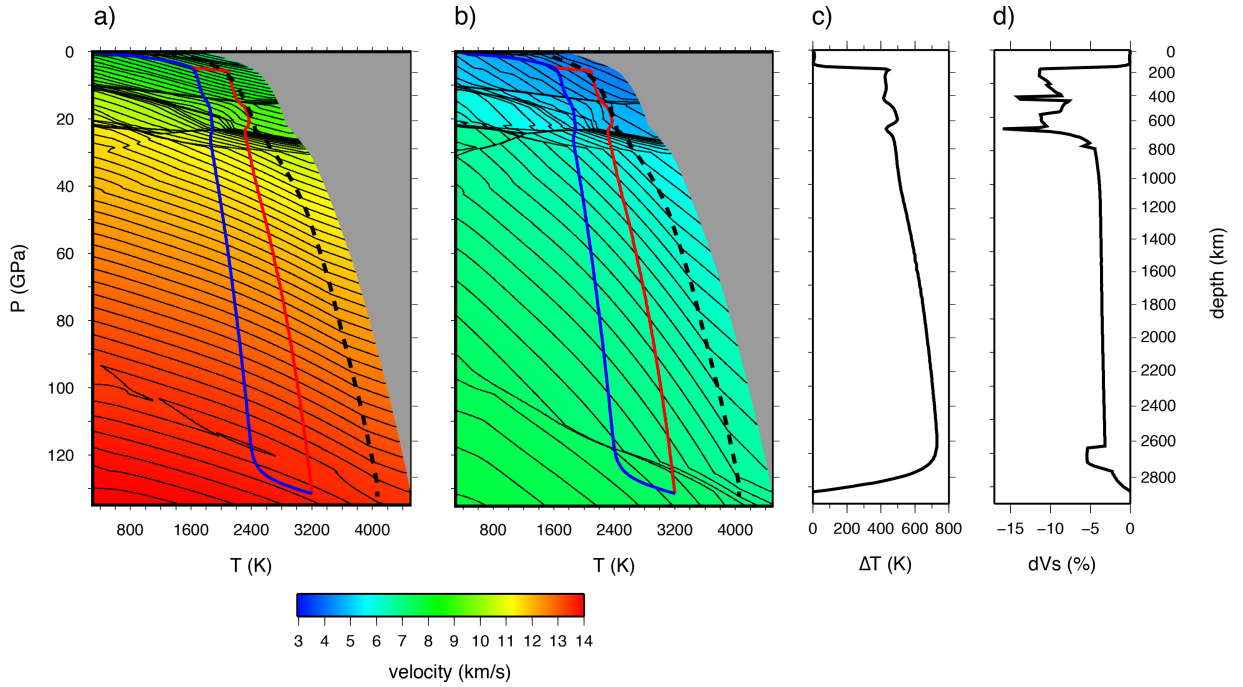 a) b) c) d)
0 0
20 200
40 400
60 600
80 800
100 1000
120 1200
1400
1600
1800
2000
2200
2400
2600
2800
P (GPa)
depth (km)
800 1600 2400 3200 4000
800 1600 2400 3200 4000
0 200 400 600 800
−15 −10 −5 0
T (K) T (K) ΔT (K) dVs (%)
3 4 5 6 7 8 9 10 11 12 13 14
velocity (km/s)